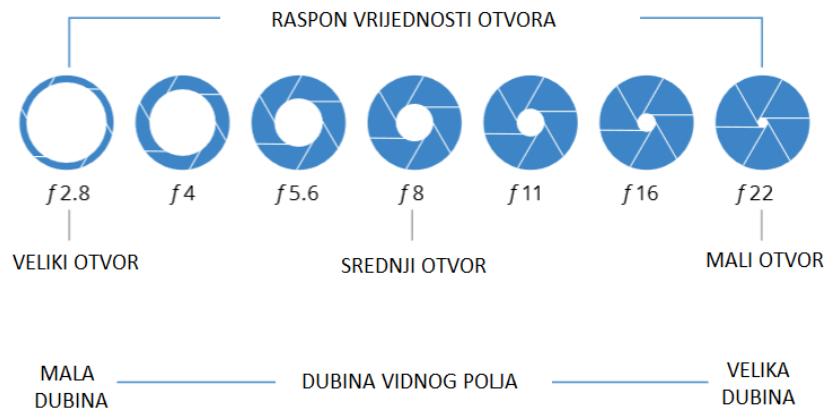 RASPON VRIJEDNOSTI OTVORA
ƒ2.8 ƒ4 ƒ5.6 ƒ8 ƒ11 ƒ16 ƒ22
VELIKI OTVOR SREDNJI OTVOR MALI OTVOR
MALA DUBINA VIDNOG POLJA VELIKA
DUBINA DUBINA